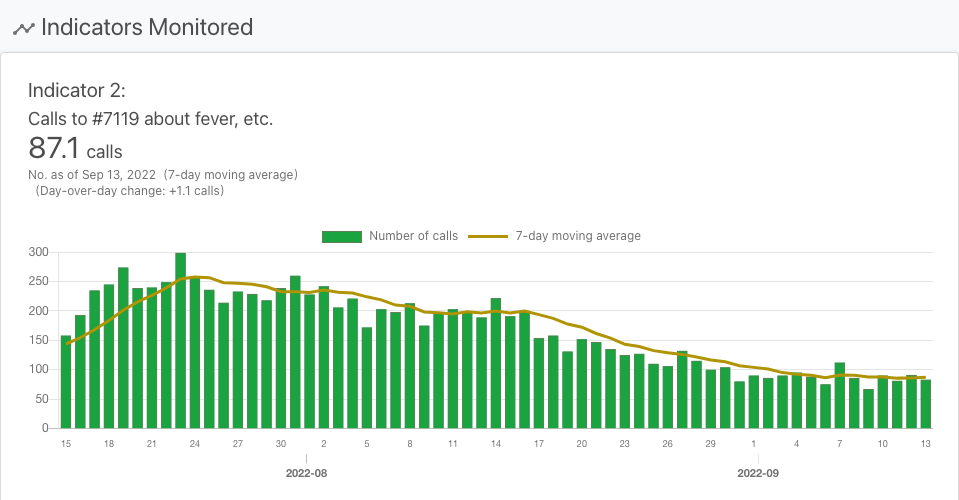 Indicators Monitored
Indicator 2:
Calls to #7119 about fever, etc.
87.1 calls
No. as of Sep 13, 2022 (7-day moving average)
(Day-over-day change: +1.1 calls)
Number of calls 7-day moving average
300
250
200
150
100
50
0
15 18 21 24 27 30 2 5 8 11 14 17 20 23 26 29 1 4 7 10 13
2022-08 2022-09